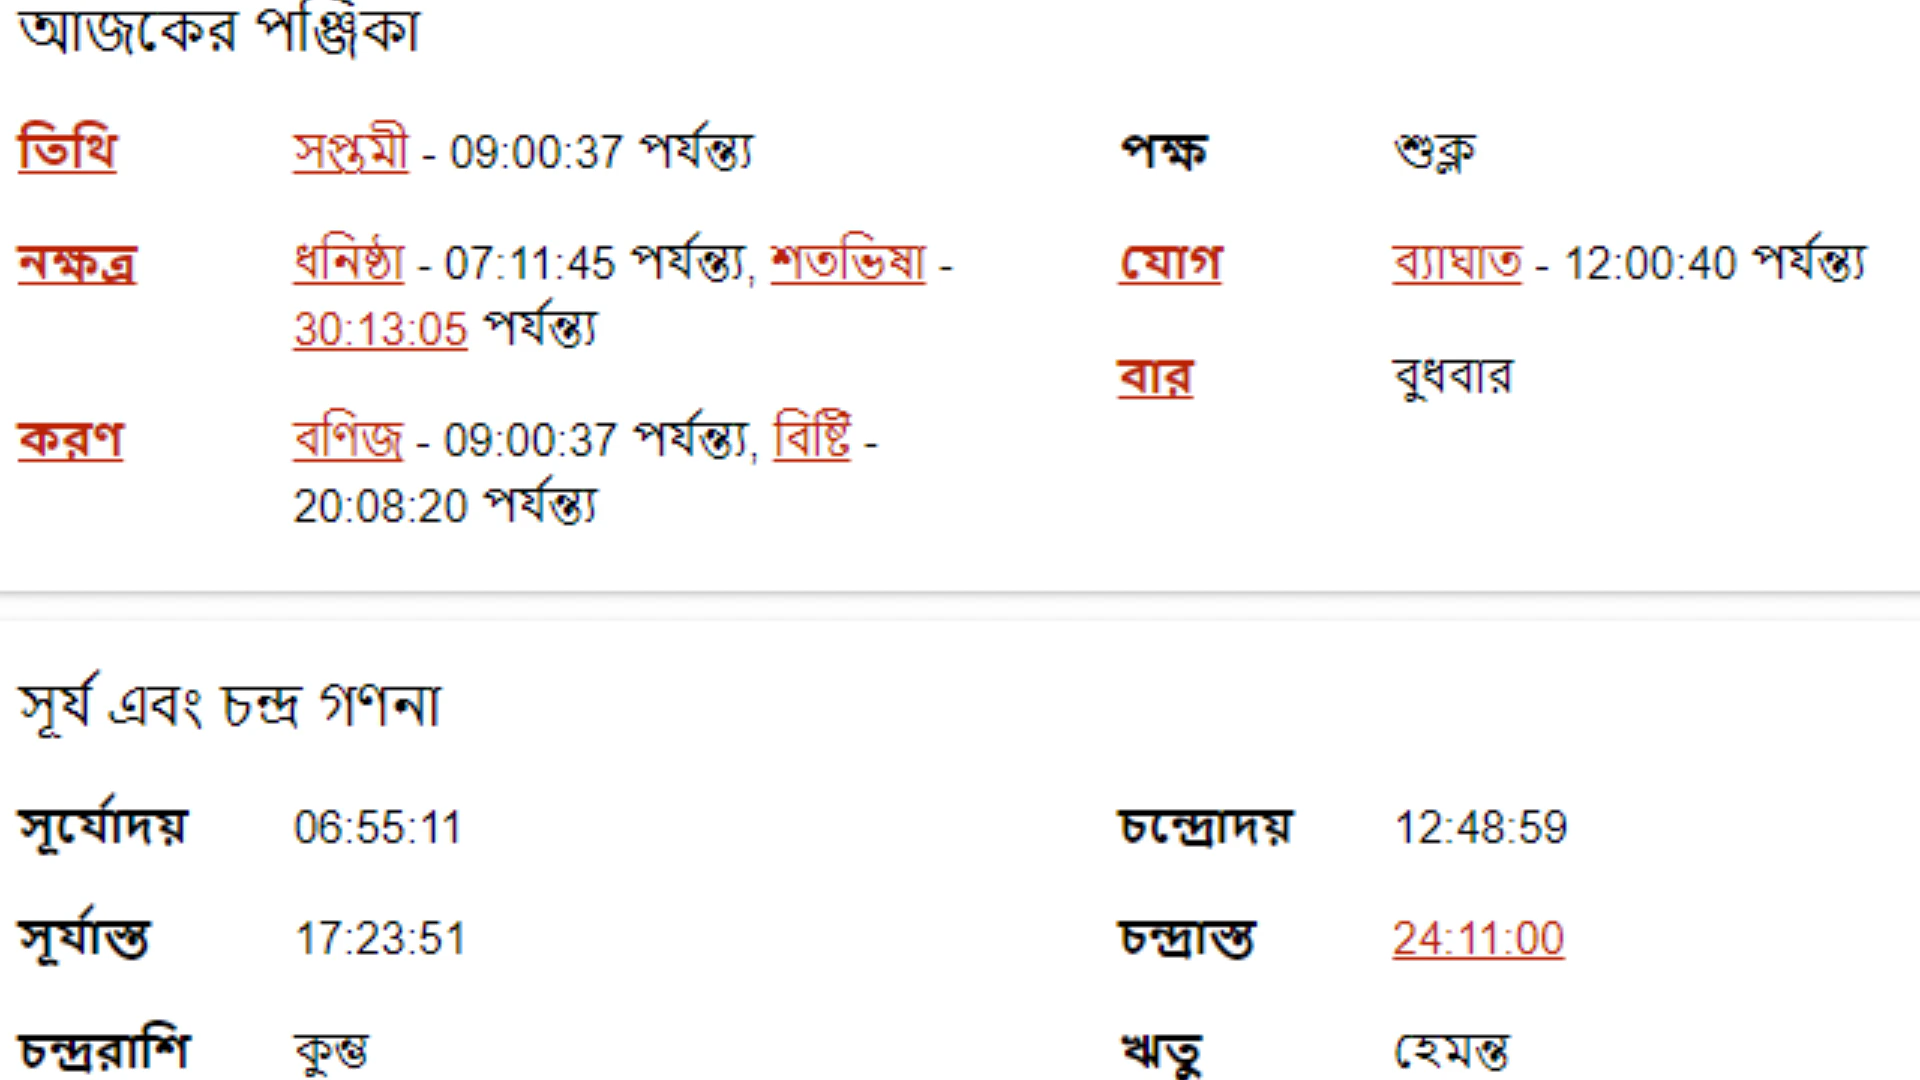 আজকের পঞ্জিকা
তিথি সপ্তমী - 09:00:37 পর্যন্ত্য
পক্ষ শুক্ল
নক্ষত্র ধনিষ্ঠা - 07:11:45 পর্যন্ত্য, শতভিষা -
30:13:05 পর্যন্ত্য
যোগ ব্যাঘাত - 12:00:40 পর্যন্ত্য
বার বুধবার
করণ বণিজ - 09:00:37 পর্যন্ত্য, বিষ্টি -
20:08:20 পর্যন্ত্য
সূর্য এবং চন্দ্র গণনা
সূর্যোদয় 06:55:11
চন্দ্রোদয় 12:48:59
সূর্যাস্ত 17:23:51
চন্দ্রাস্ত 24:11:00
চন্দ্ররাশি কুম্ভ
ঋতু হেমন্ত